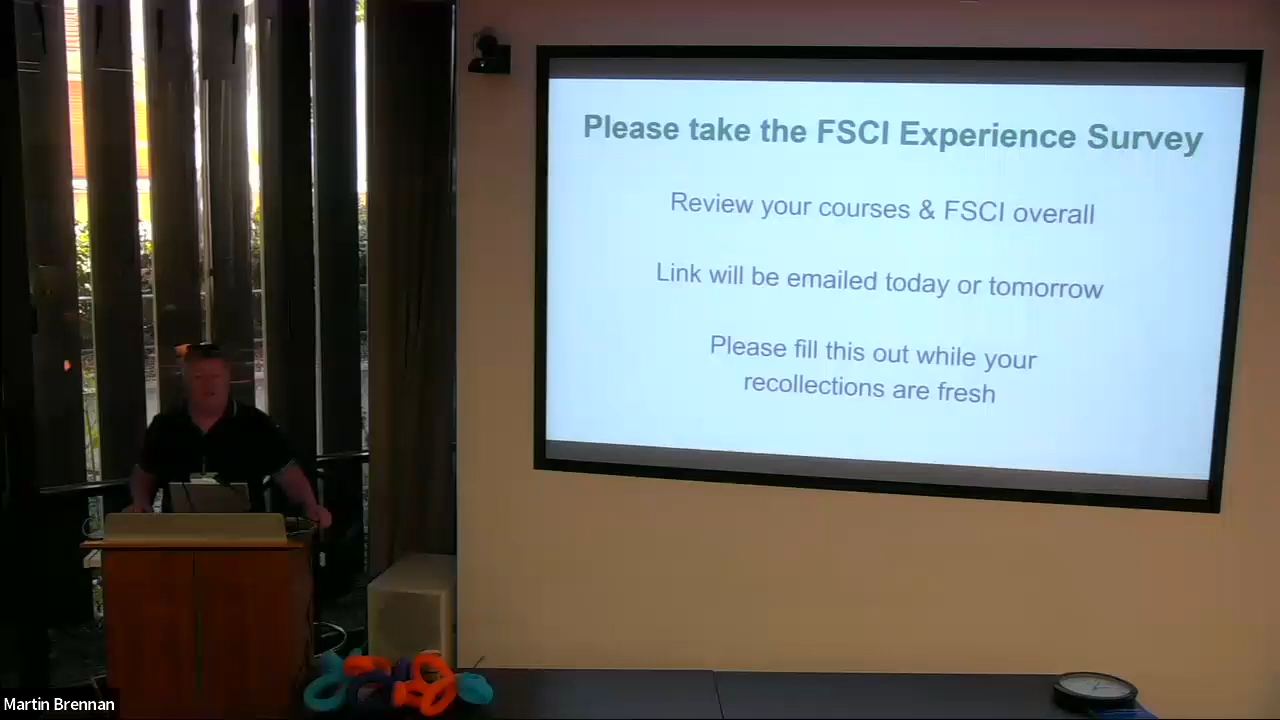 Please take the FSCI Experience Survey
Review your courses & FSCI overall
Link will be emailed today or tomorrow
Please fill this out while your
recollections are fresh
Martin Brennan